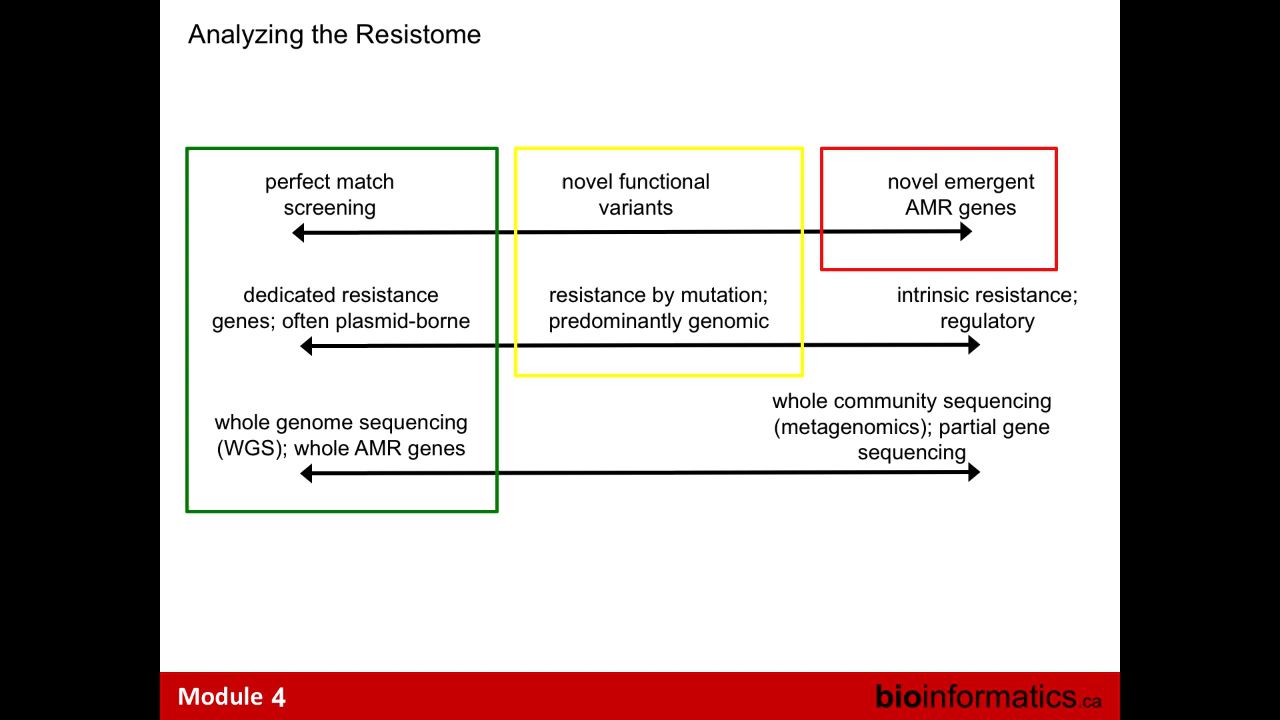 Analyzing the Resistome
perfect match
screening
novel functional
variants
novel emergent
AMR genes
dedicated resistance
genes; often plasmid-borne
resistance by mutation;
predominantly genomic
intrinsic resistance;
regulatory
whole genome sequencing
(WGS); whole AMR genes
whole community sequencing
(metagenomics); partial gene
sequencing
Module 4
bioinformatics.ca